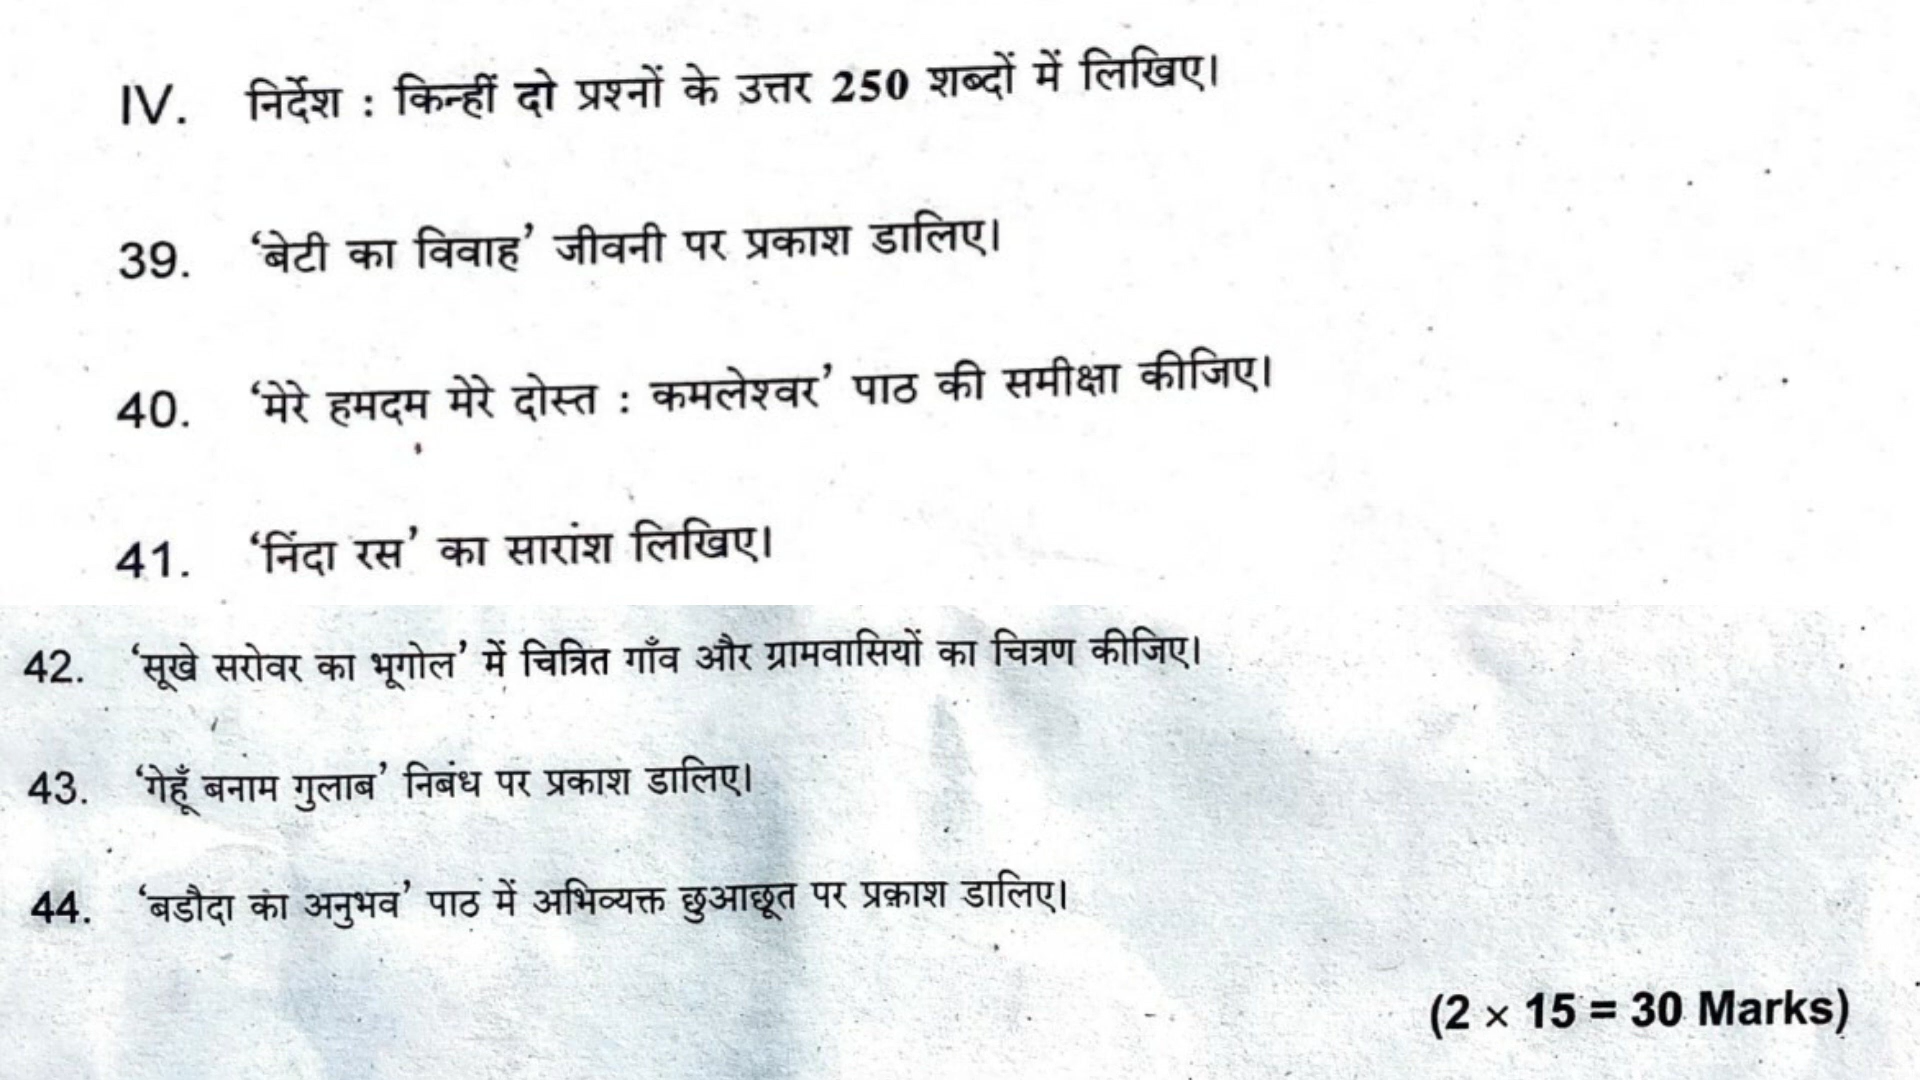 IV. निर्देश : किन्हीं दो प्रश्नों के उत्तर 250 शब्दों में लिखिए।
39. ‘बेटी का विवाह’ जीवनी पर प्रकाश डालिए।
40. ‘मेरे हमदम मेरे दोस्त : कमलेश्वर’ पाठ की समीक्षा कीजिए।
41. ‘निंदा रस’ का सारांश लिखिए।
42. ‘सूखे सरोवर का भूगोल’ में चित्रित गाँव और ग्रामवासियों का चित्रण कीजिए।
43. ‘गेहूँ बनाम गुलाब’ निबंध पर प्रकाश डालिए।
44. ‘बडौदा का अनुभव’ पाठ में अभिव्यक्त छुआछूत पर प्रकाश डालिए।
(2 × 15 = 30 Marks)